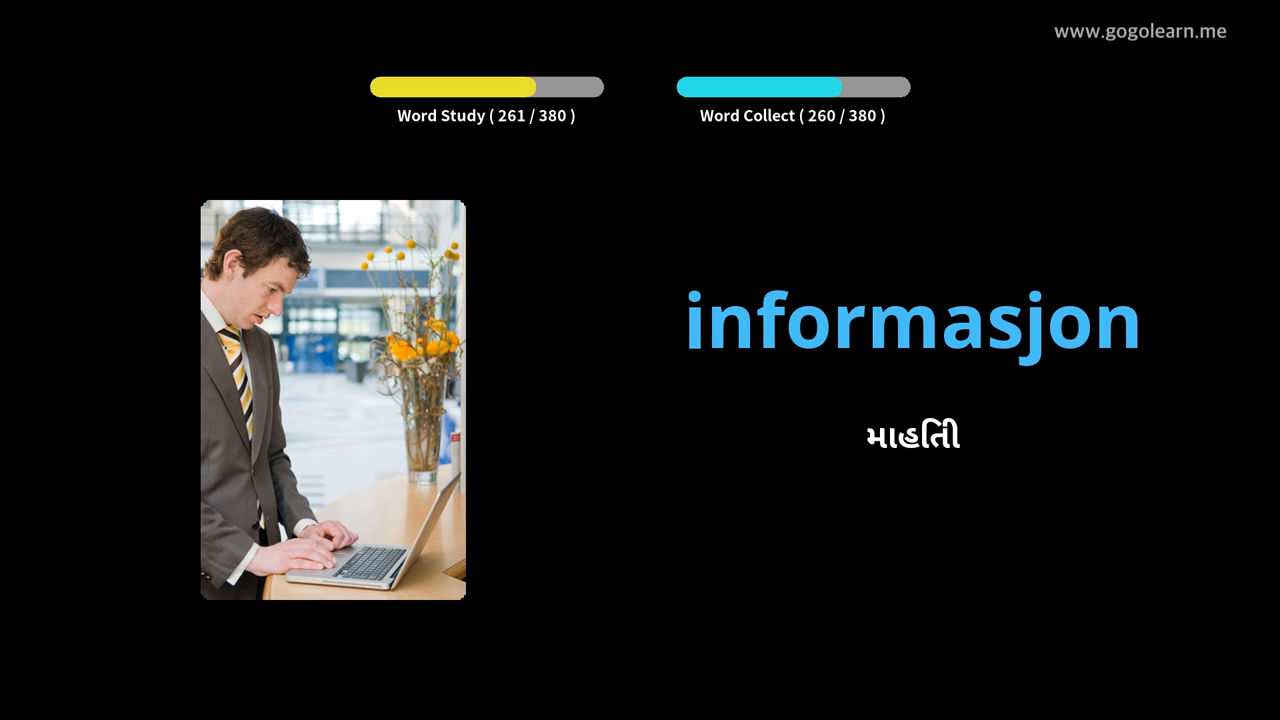 www.gogolearn.me
Word Study ( 261 / 380 )
Word Collect ( 260 / 380 )
informasjon
માહિતી